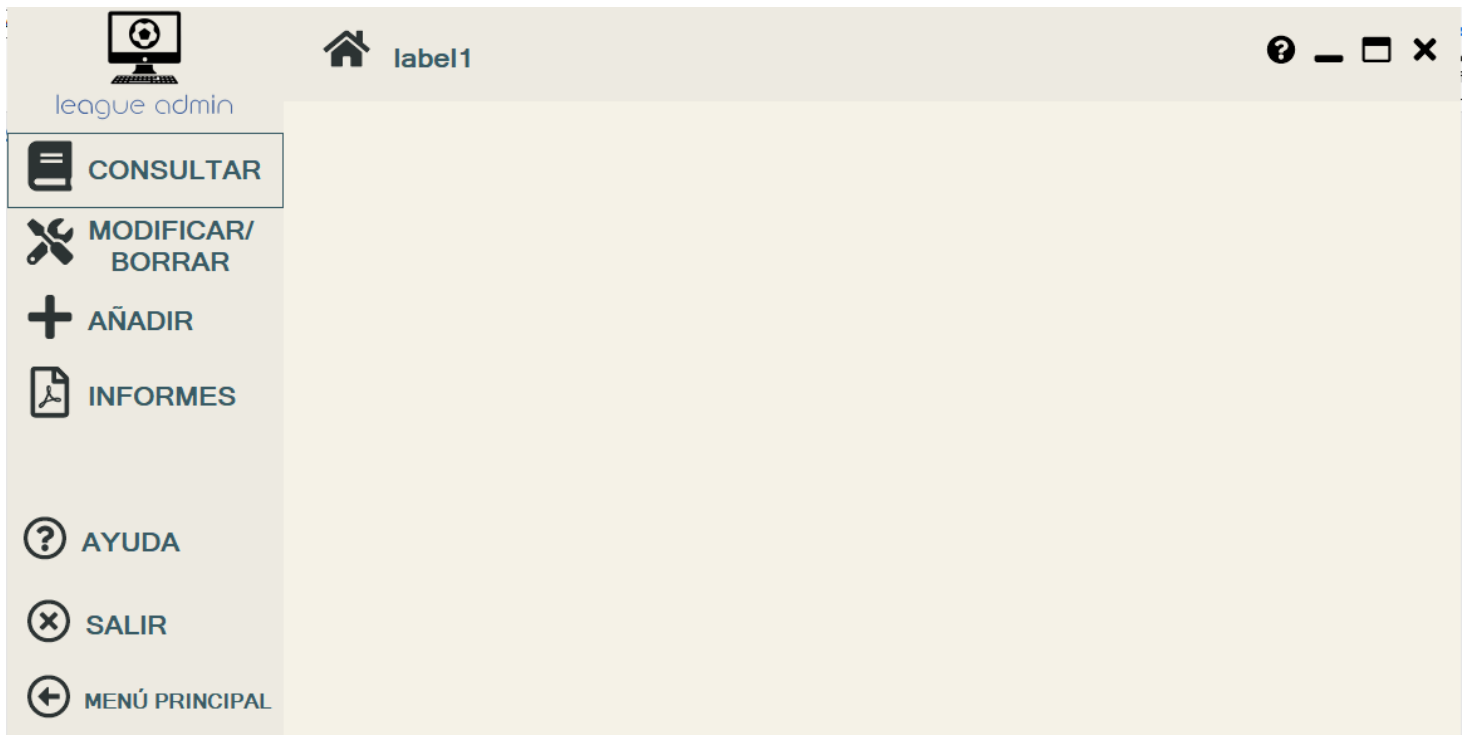 league admin
label1
CONSULTAR
MODIFICAR/
BORRAR
AÑADIR
INFORMES
AYUDA
SALIR
MENÚ PRINCIPAL